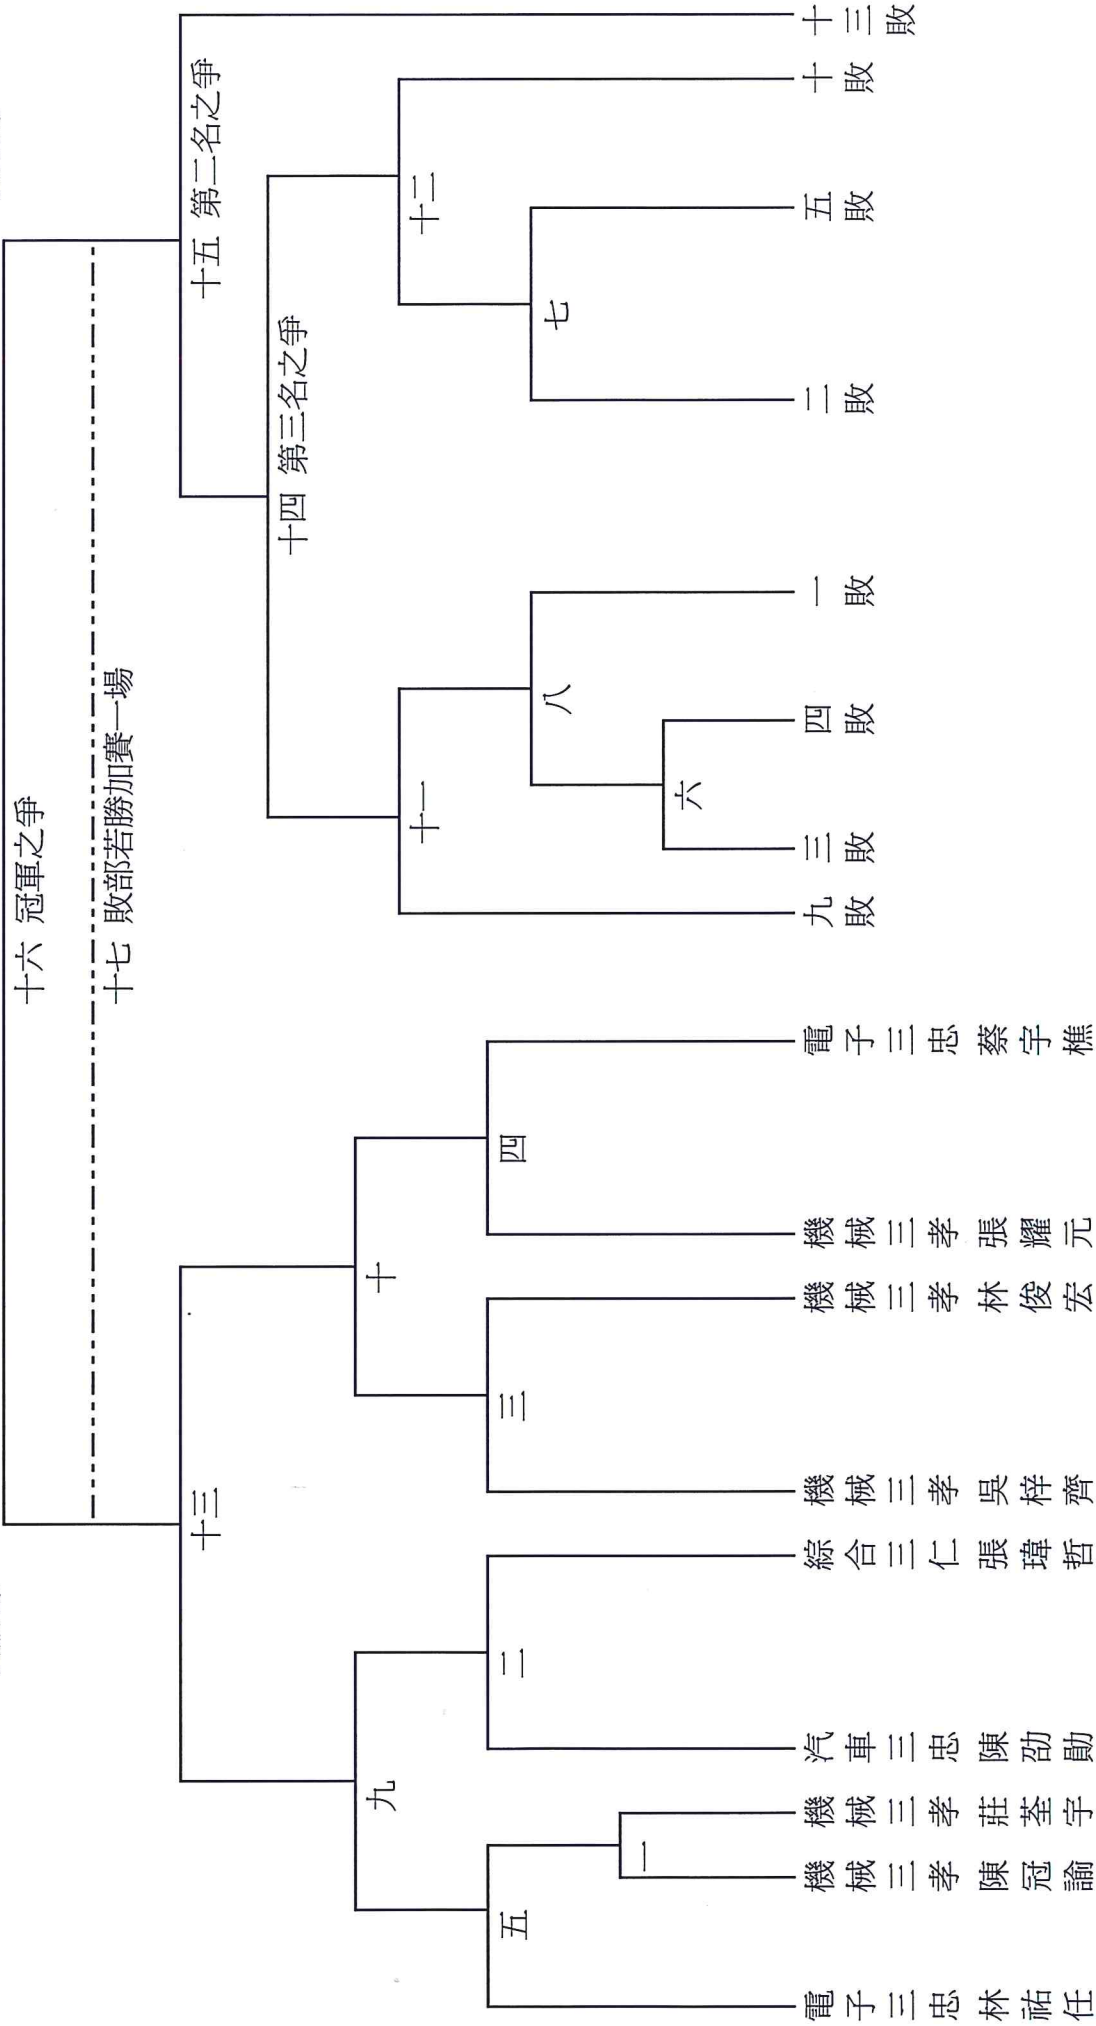 十六 冠軍之爭
十七 敗部若勝加賽一場
十三
十五 第二名之爭
十四 第三名之爭
九
十
十一
十二
五
二
三
四
八
七
一
六
電子三忠 林祐任
機械三孝 陳冠諭
機械三孝 莊荃宇
汽車三忠 陳劭勛
綜合三仁 張瑋哲
機械三孝 吳梓齊
機械三孝 林俊宏
機械三孝 張耀元
電子三忠 蔡宇樵
九敗
三敗
四敗
一敗
二敗
五敗
十敗
十三敗